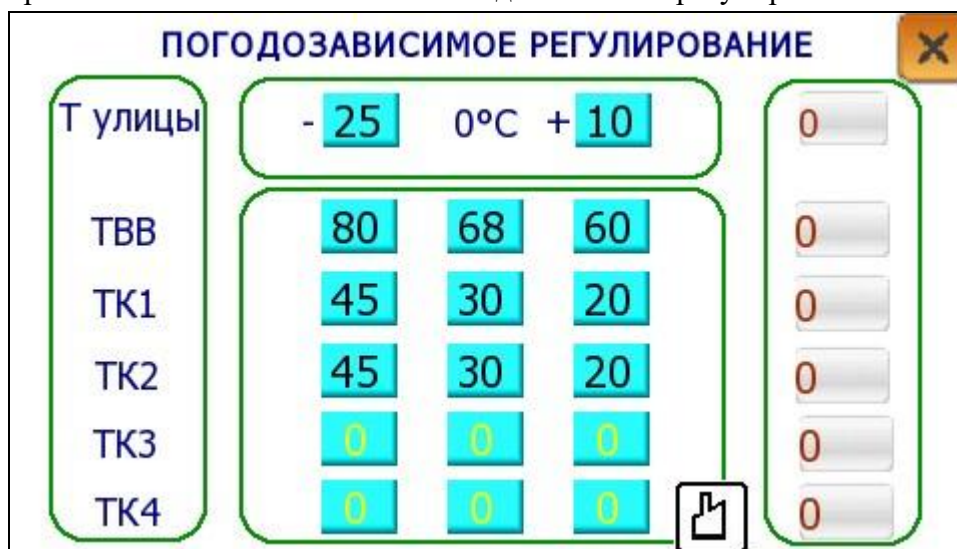 ПОГОДОЗАВИСИМОЕ РЕГУЛИРОВАНИЕ
Т улицы - 25 0°C + 10 0
ТВВ 80 68 60 0
ТК1 45 30 20 0
ТК2 45 30 20 0
ТК3 0 0 0 0
ТК4 0 0 0 0